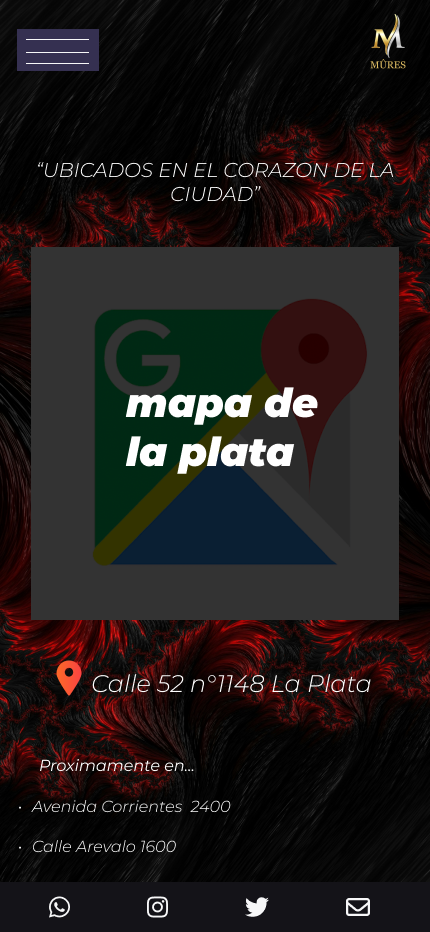 M
MÛRES
“UBICADOS EN EL CORAZON DE LA
CIUDAD”
G
mapa de
la plata
Calle 52 n°1148 La Plata
Proximamente en...
· Avenida Corrientes 2400
· Calle Arevalo 1600